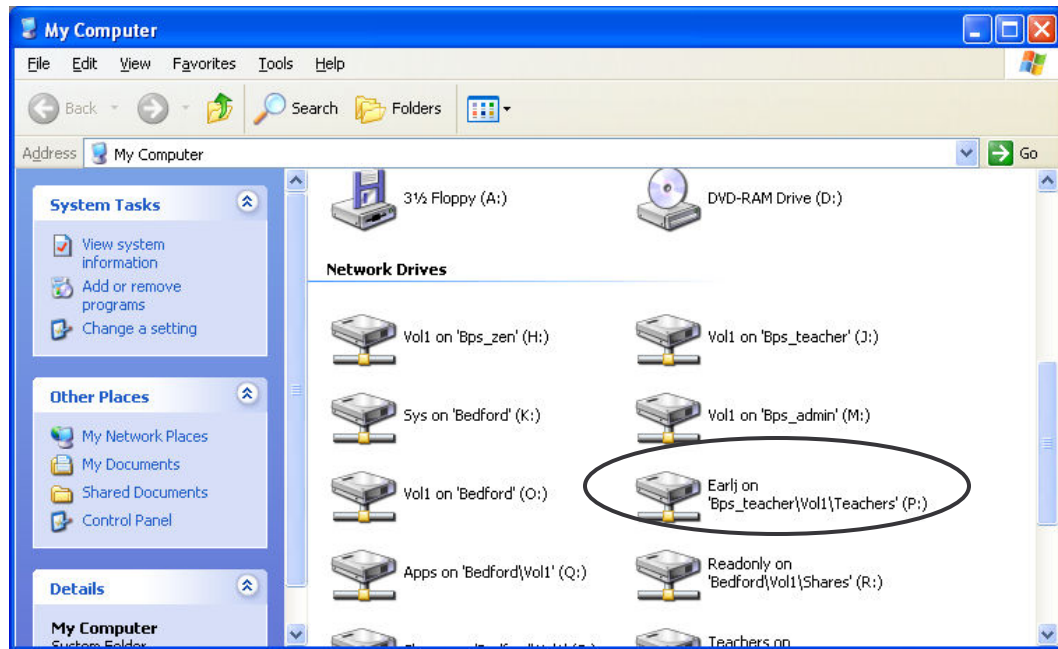 My Computer
File Edit View Favorites Tools Help
Back Search Folders
Address My Computer Go
System Tasks
View system
information
Add or remove
programs
Change a setting
Other Places
My Network Places
My Documents
Shared Documents
Control Panel
Details
My Computer
System Folder
3½ Floppy (A:)
DVD-RAM Drive (D:)
Network Drives
Vol1 on 'Bps_zen' (H:)
Vol1 on 'Bps_teacher' (J:)
Sys on 'Bedford' (K:)
Vol1 on 'Bps_admin' (M:)
Vol1 on 'Bedford' (O:)
Earlj on
'Bps_teacher\Vol1\Teachers' (P:)
Apps on 'Bedford\Vol1' (Q:)
Readonly on
'Bedford\Vol1\Shares' (R:)
Teachers on